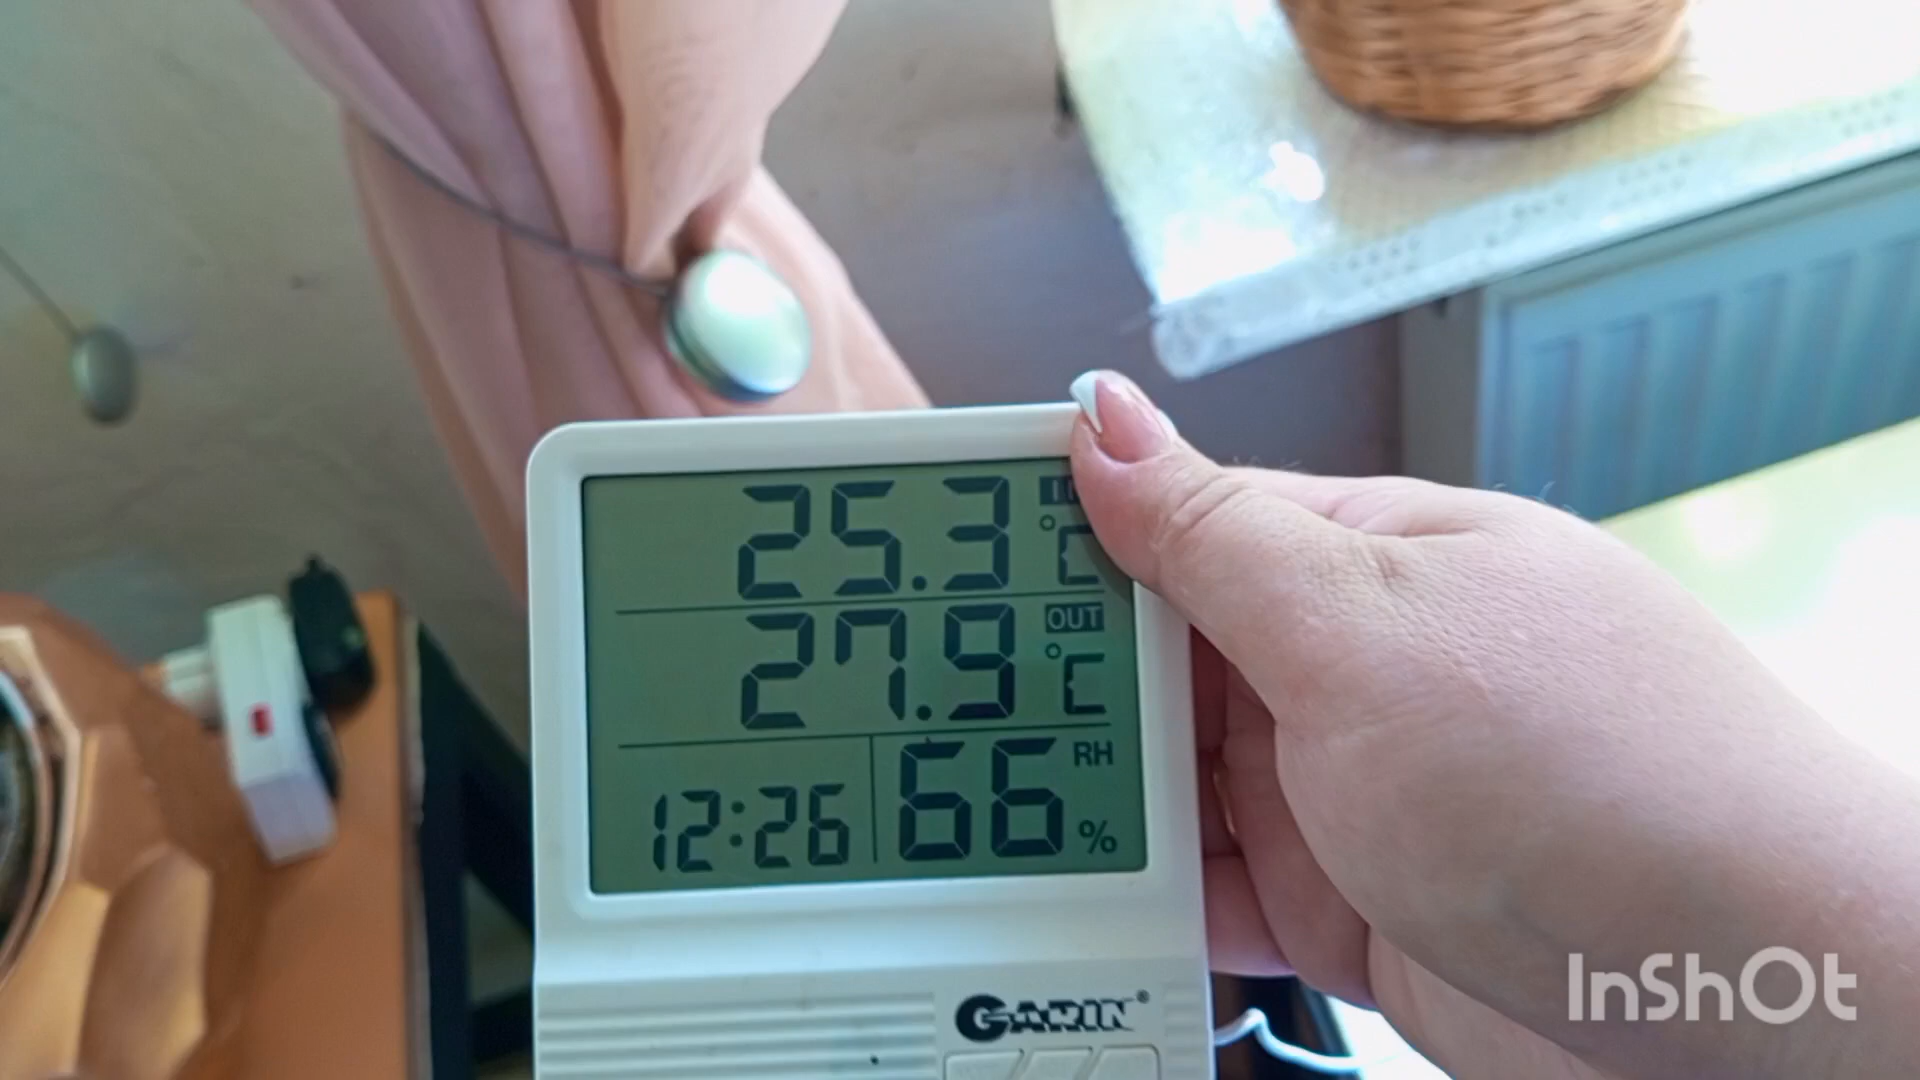 25.3 °C
OUT
27.9 °C
12:26 66 RH %
GARIN®
InShOt